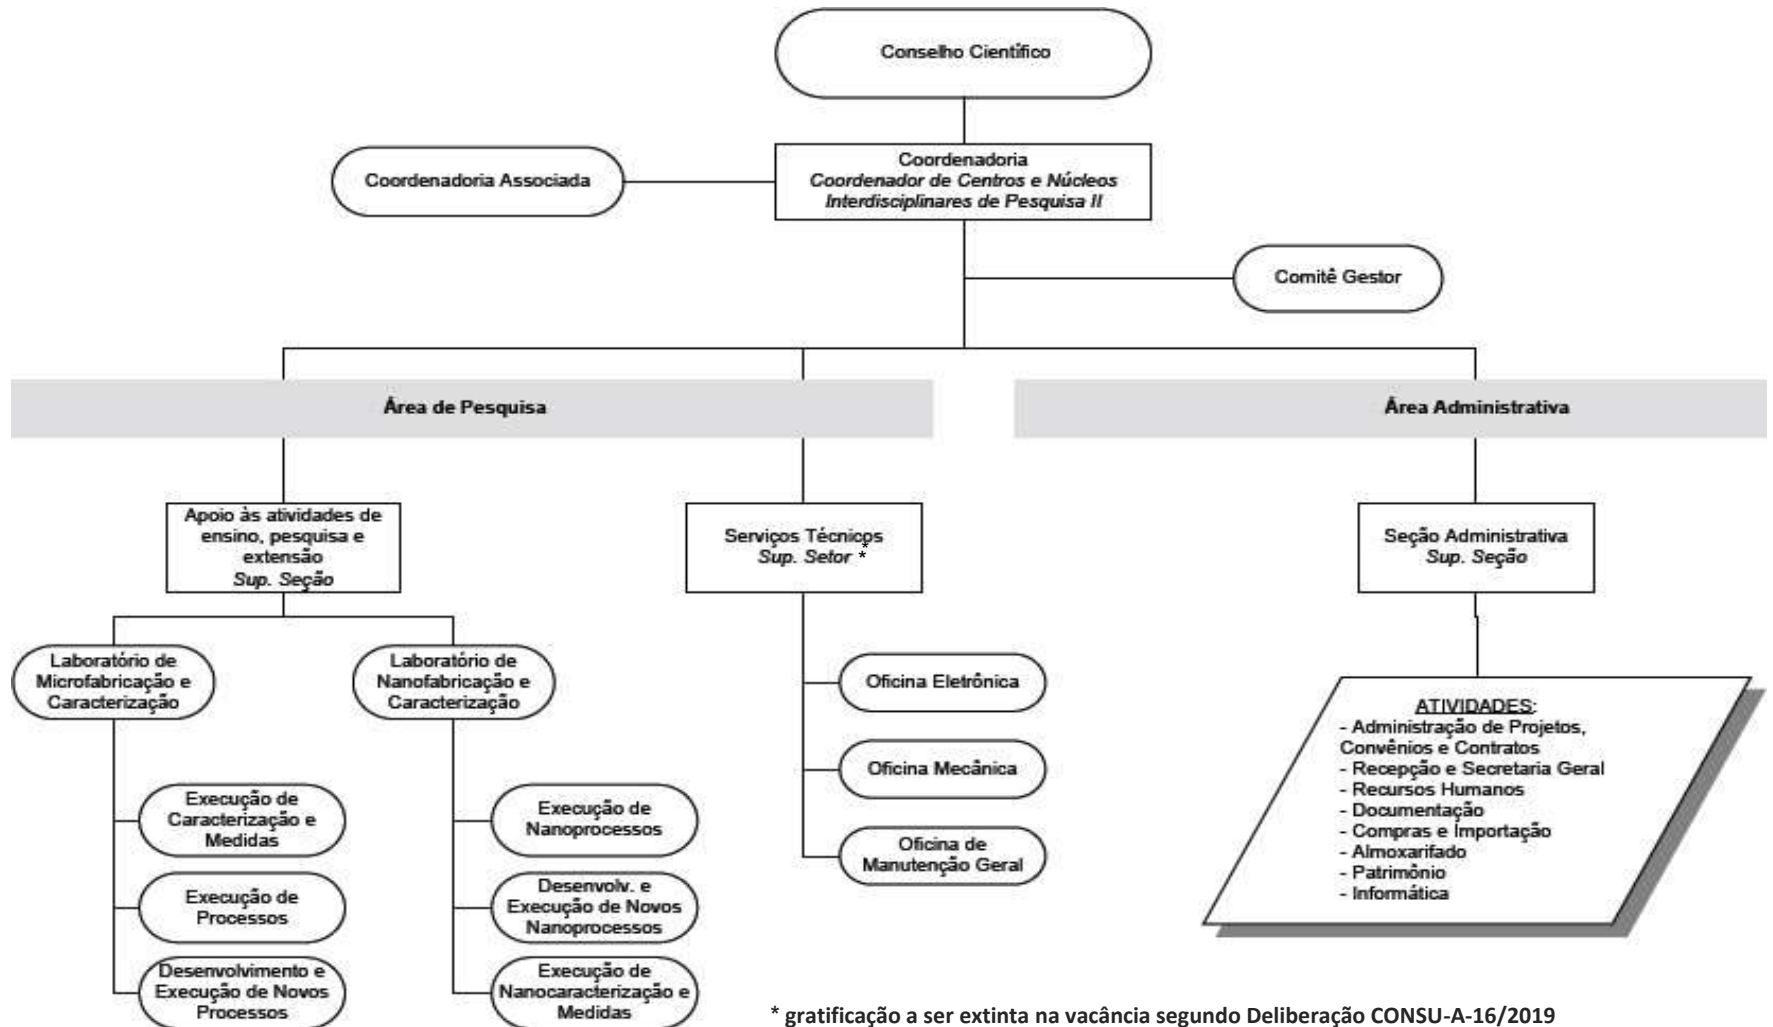 Conselho Científico
Coordenadoria
Coordenador de Centros e Núcleos
Interdisciplinares de Pesquisa II
Coordenadoria Associada
Comitê Gestor
Área de Pesquisa
Área Administrativa
Apoio às atividades de
ensino, pesquisa e
extensão
Sup. Seção
Serviços Técnicos
Sup. Setor *
*
Seção Administrativa
Sup. Seção
Laboratório de
Microfabricação e
Caracterização
Laboratório de
Nanofabricação e
Caracterização
Execução de
Caracterização e
Medidas
Execução de
Processos
Desenvolvimento e
Execução de Novos
Processos
Execução de
Nanoprocessos
Desenvolv. e
Execução de Novos
Nanoprocessos
Execução de
Nanocaracterização e
Medidas
Oficina Eletrônica
Oficina Mecânica
Oficina de
Manutenção Geral
ATIVIDADES:
- Administração de Projetos,
Convênios e Contratos
- Recepção e Secretaria Geral
- Recursos Humanos
- Documentação
- Compras e Importação
- Almoxarifado
- Patrimônio
- Informática
* gratificação a ser extinta na vacância segundo Deliberação CONSU-A-16/2019